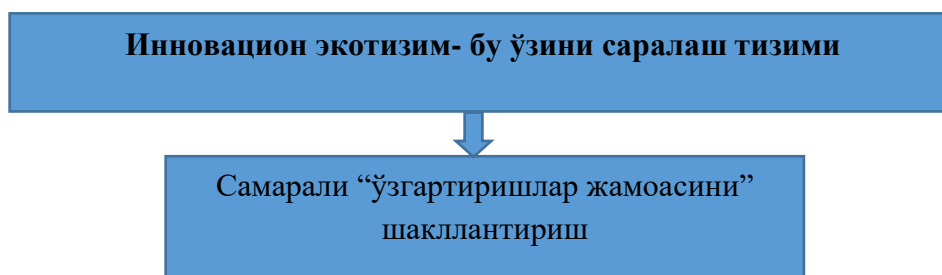 Инновацион экотизим- бу ўзини саралаш тизими
Самарали “ўзгартиришлар жамоасини”
шакллантириш